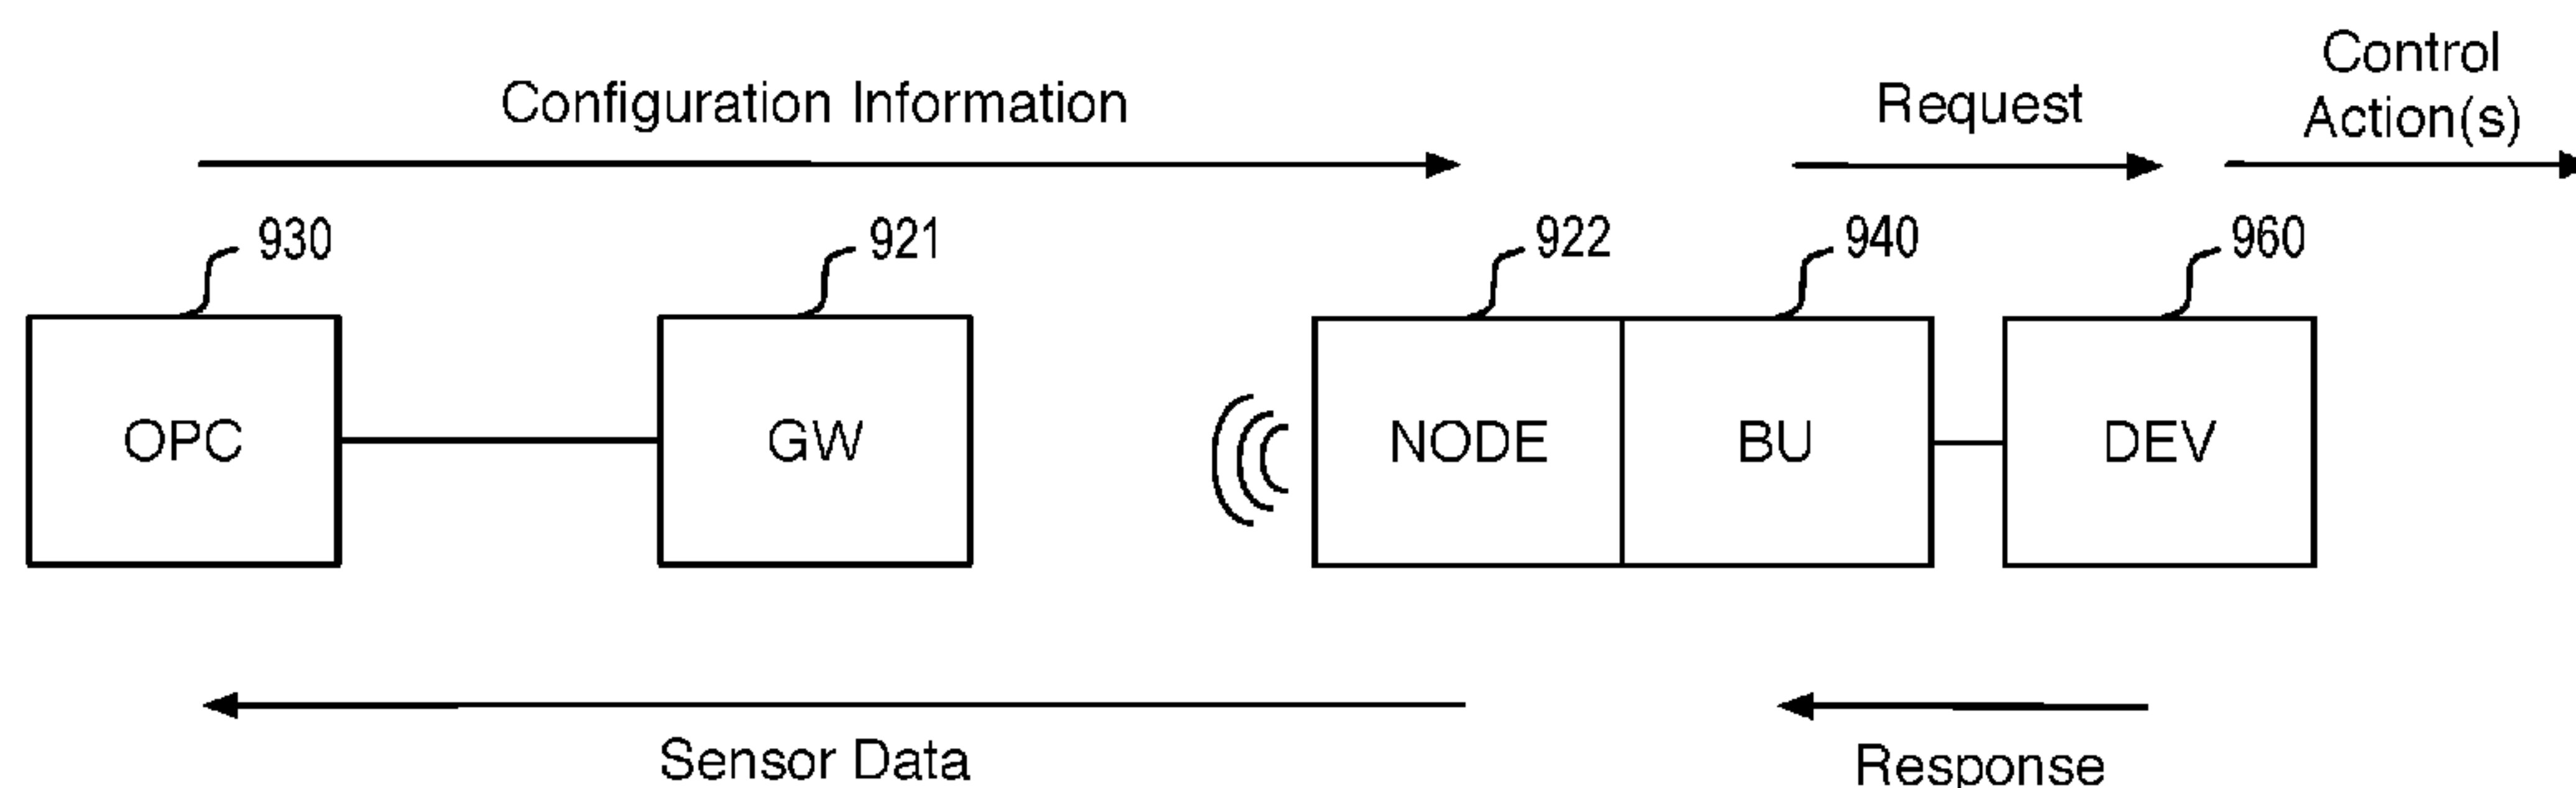 Configuration Information
Request
Control
Action(s)
930
921
922
940
960
OPC
GW
NODE
BU
DEV
Sensor Data
Response